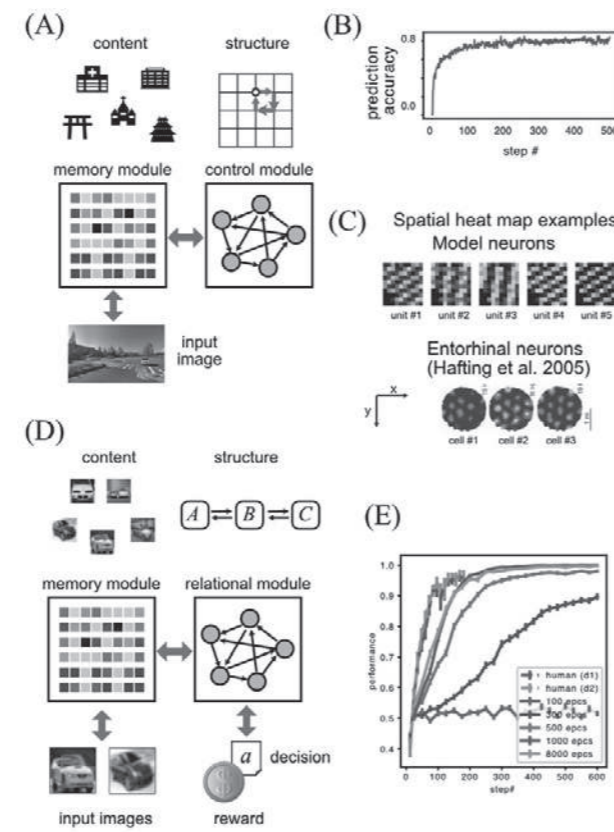 (A)
content
structure
memory module
control module
input
image
(B)
prediction
accuracy
0.8
0.0
0
100
200
300
400
step #
(C)
Spatial heat map examples
Model neurons
unit #1
unit #2
unit #3
unit #4
unit #5
Entorhinal neurons
(Hafting et al. 2005)
x
y
cell #1
cell #2
cell #3
(D)
content
structure
A
B
C
memory module
relational module
a
decision
$
input images
reward
(E)
performance
1.0
0.9
0.8
0.7
0.6
0.5
0.4
human (d1)
human (d2)
100 epcs
300 epcs
500 epcs
1000 epcs
8000 epcs
0
100
200
300
400
500
600
step#